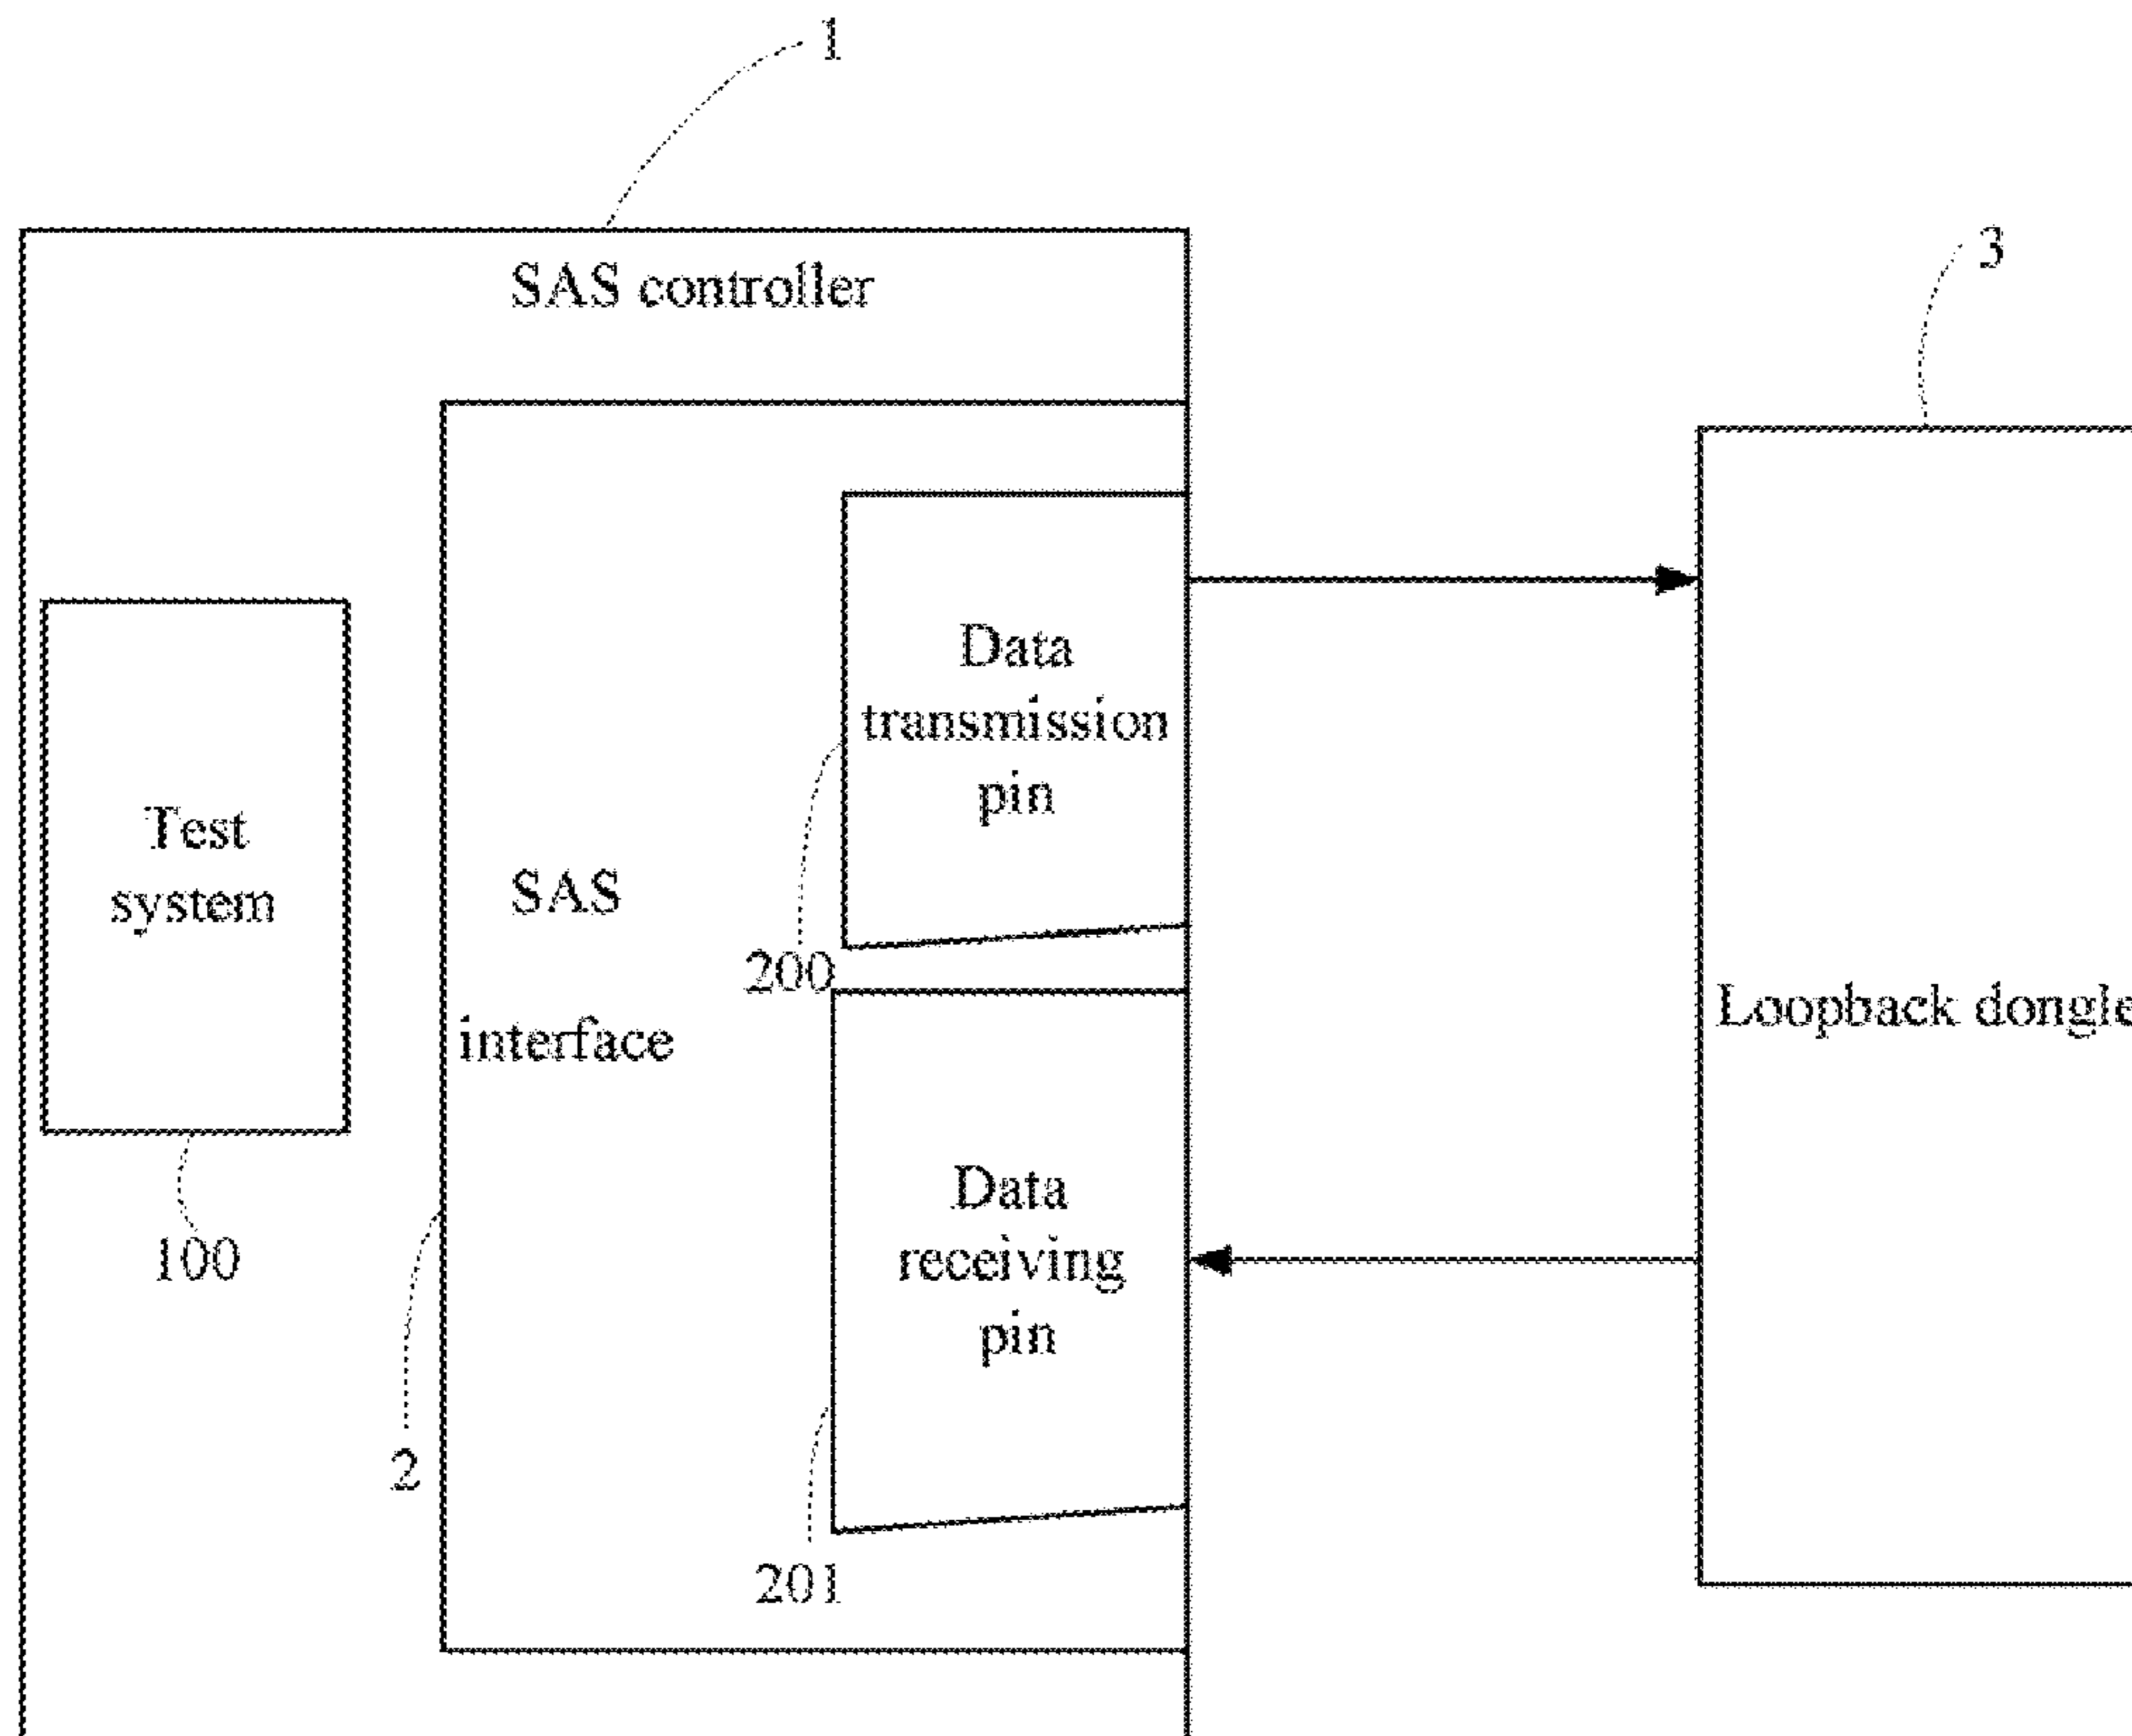 1
SAS controller
3
Data
transmission
pin
Test
system
SAS
interface
200
Loopback dongle
Data
receiving
pin
100
2
201